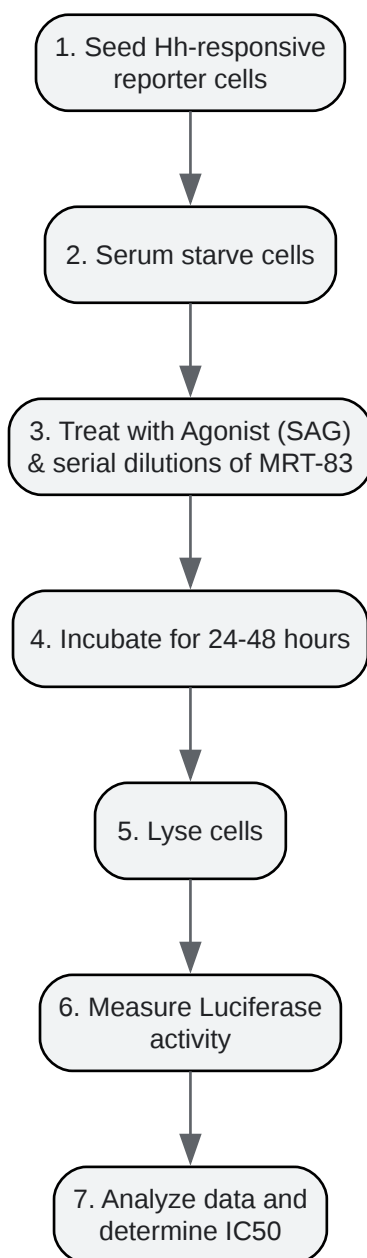 1. Seed Hh-responsive
reporter cells
2. Serum starve cells
3. Treat with Agonist (SAG)
& serial dilutions of MRT-83
4. Incubate for 24-48 hours
5. Lyse cells
6. Measure Luciferase
activity
7. Analyze data and
determine IC50